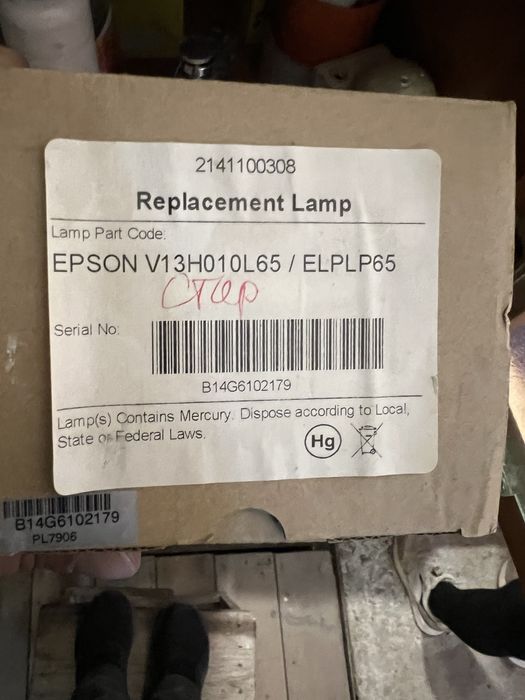 2141100308
Replacement Lamp
Lamp Part Code:
EPSON V13H010L65 / ELPLP65
Стар
Serial No:
B14G6102179
Lamp(s) Contains Mercury. Dispose according to Local,
State or Federal Laws.
Hg
B14G6102179
PL7906